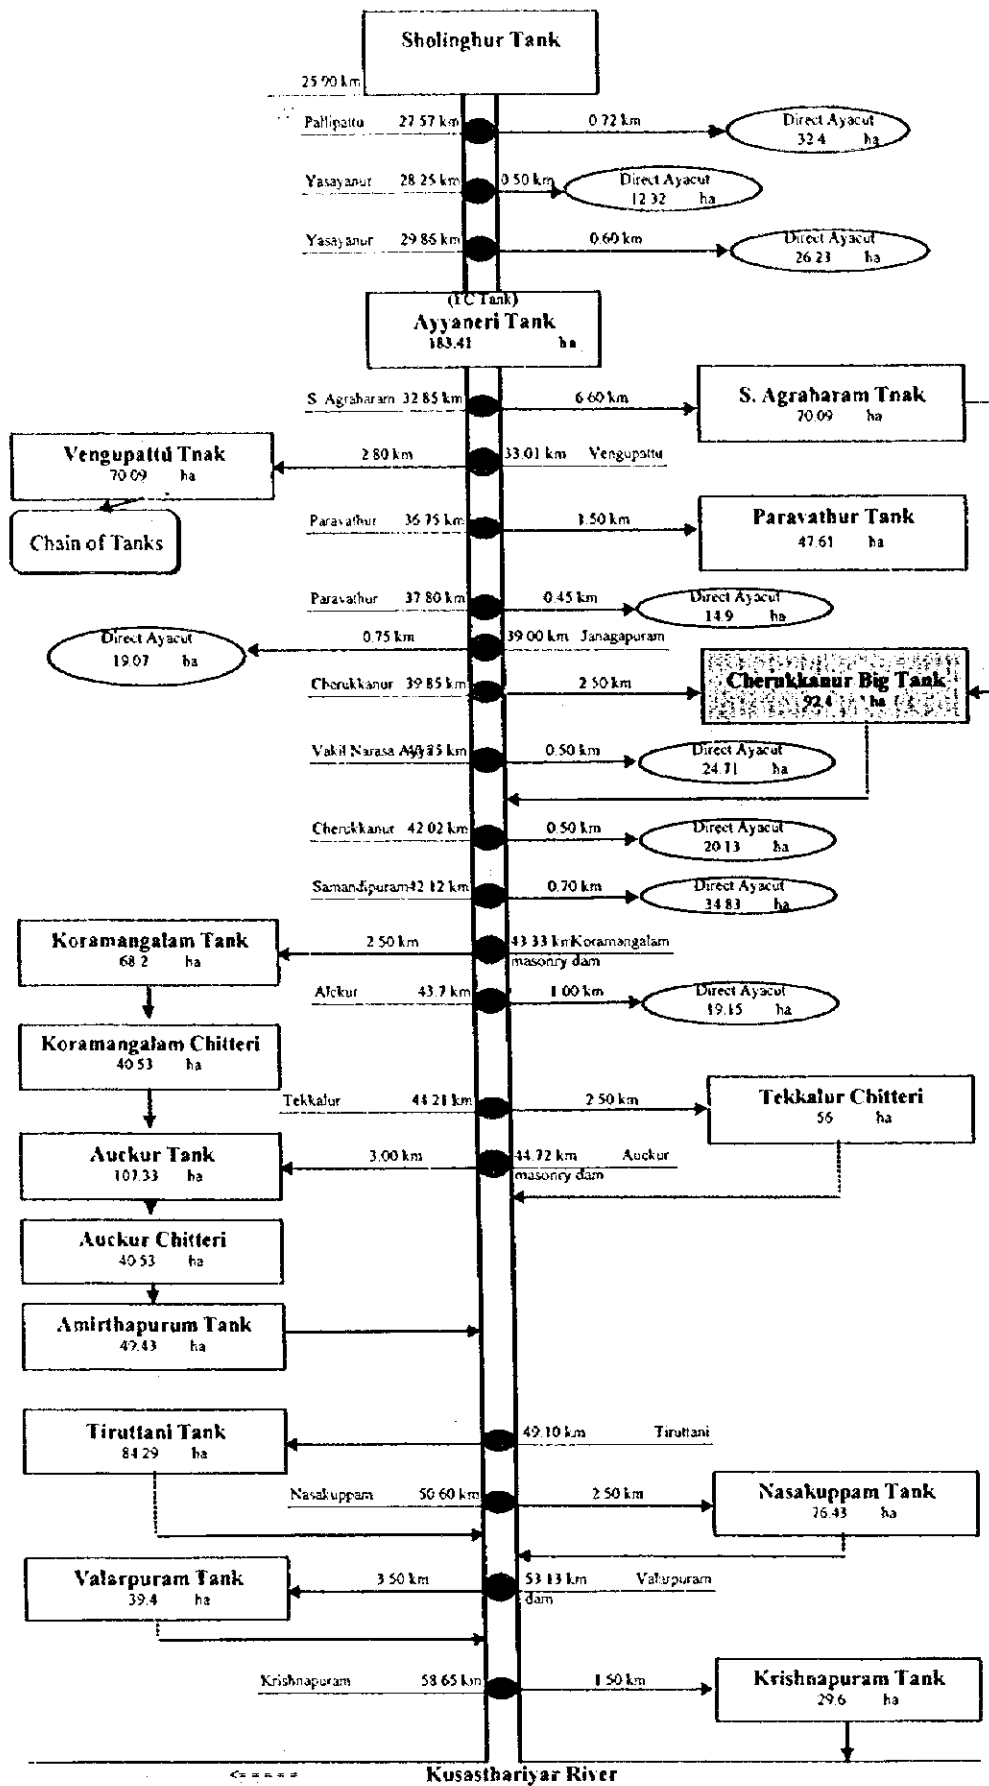 Sholinghur Tank
25.90 km
Pallipattu 27.57 km 0.72 km Direct Ayacut
32.4 ha
Yasayanur 28.25 km 0.50 km Direct Ayacut
12.32 ha
Yasayanur 29.86 km 0.60 km Direct Ayacut
26.23 ha
Ayyaneri Tank
183.41 ha
S. Agraharam 32.85 km 6.60 km S. Agraharam Tnak
70.09 ha
Vengupattu Tnak 2.80 km 33.01 km Vengupattu
70.09 ha
Chain of Tanks
Paravathur 36.75 km 1.50 km Paravathur Tank
47.61 ha
Paravathur 37.80 km 0.45 km Direct Ayacut
14.9 ha
Direct Ayacut 0.75 km 39.00 km Janagapuram
19.07 ha
Cherukkanur 39.85 km 2.50 km Cherukkanur Big Tank
92.4 ha
Vakil Narasa 0.50 km Direct Ayacut
24.71 ha
Cherukkanur 42.02 km 0.50 km Direct Ayacut
20.13 ha
Samandipuram 42.12 km 0.70 km Direct Ayacut
34.83 ha
Koramangalam Tank 2.50 km 43.33 km Koramangalam
68.2 ha masonry dam
43.7 km 1.00 km Direct Ayacut
19.15 ha
Koramangalam Chitteri
40.53 ha
Tekkalur 44.21 km 2.50 km Tekkalur Chitteri
56 ha
Auckur Tank 3.00 km 44.72 km Auckur
107.33 ha masonry dam
Auckur Chitteri
40.53 ha
Amirthapurum Tank
49.43 ha
Tiruttani Tank 49.10 km Tiruttani
84.29 ha
Nasakuppam 50.60 km 2.50 km Nasakuppam Tank
76.43 ha
Valarpuram Tank 3.50 km 53.13 km Valarpuram
39.4 ha dam
Krishnapuram 58.65 km 1.50 km Krishnapuram Tank
29.6 ha
<===== Kusasthariyar River